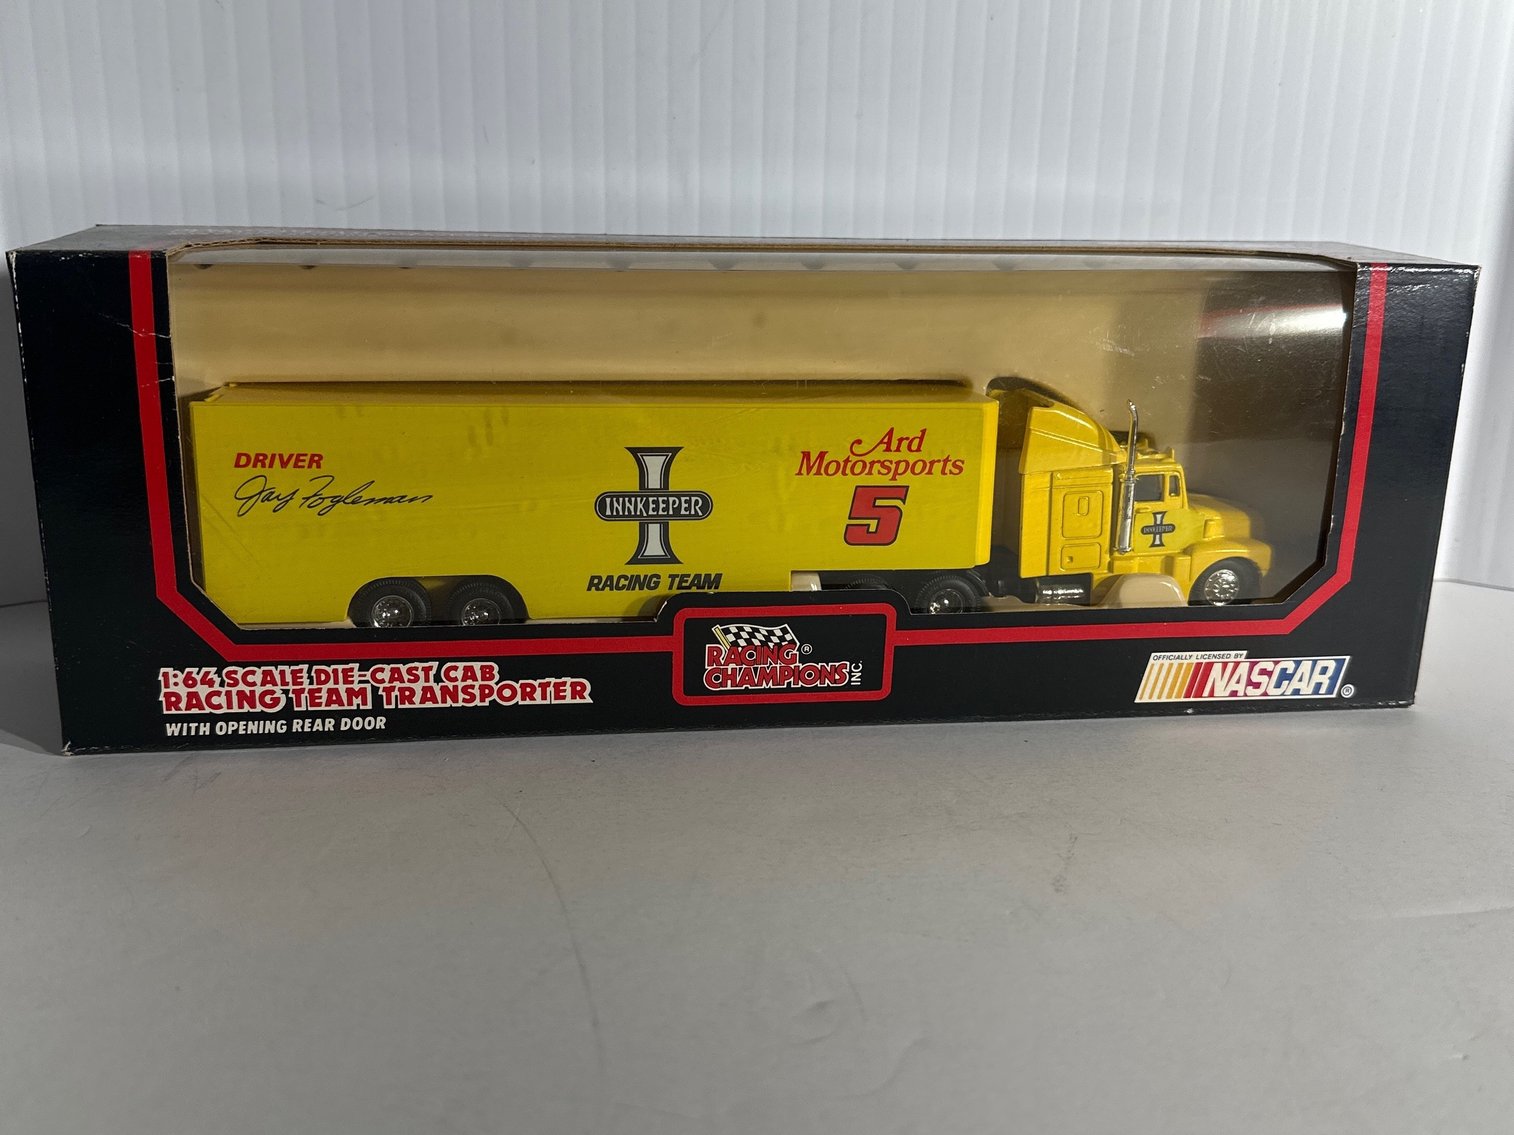 DRIVER
Jay Fogleman
INNKEEPER
RACING TEAM
Ard
Motorsports
5
INNKEEPER
1:64 SCALE DIE-CAST CAB
RACING TEAM TRANSPORTER
WITH OPENING REAR DOOR
RACING®
CHAMPIONS INC.
OFFICIALLY LICENSED BY
NASCAR®